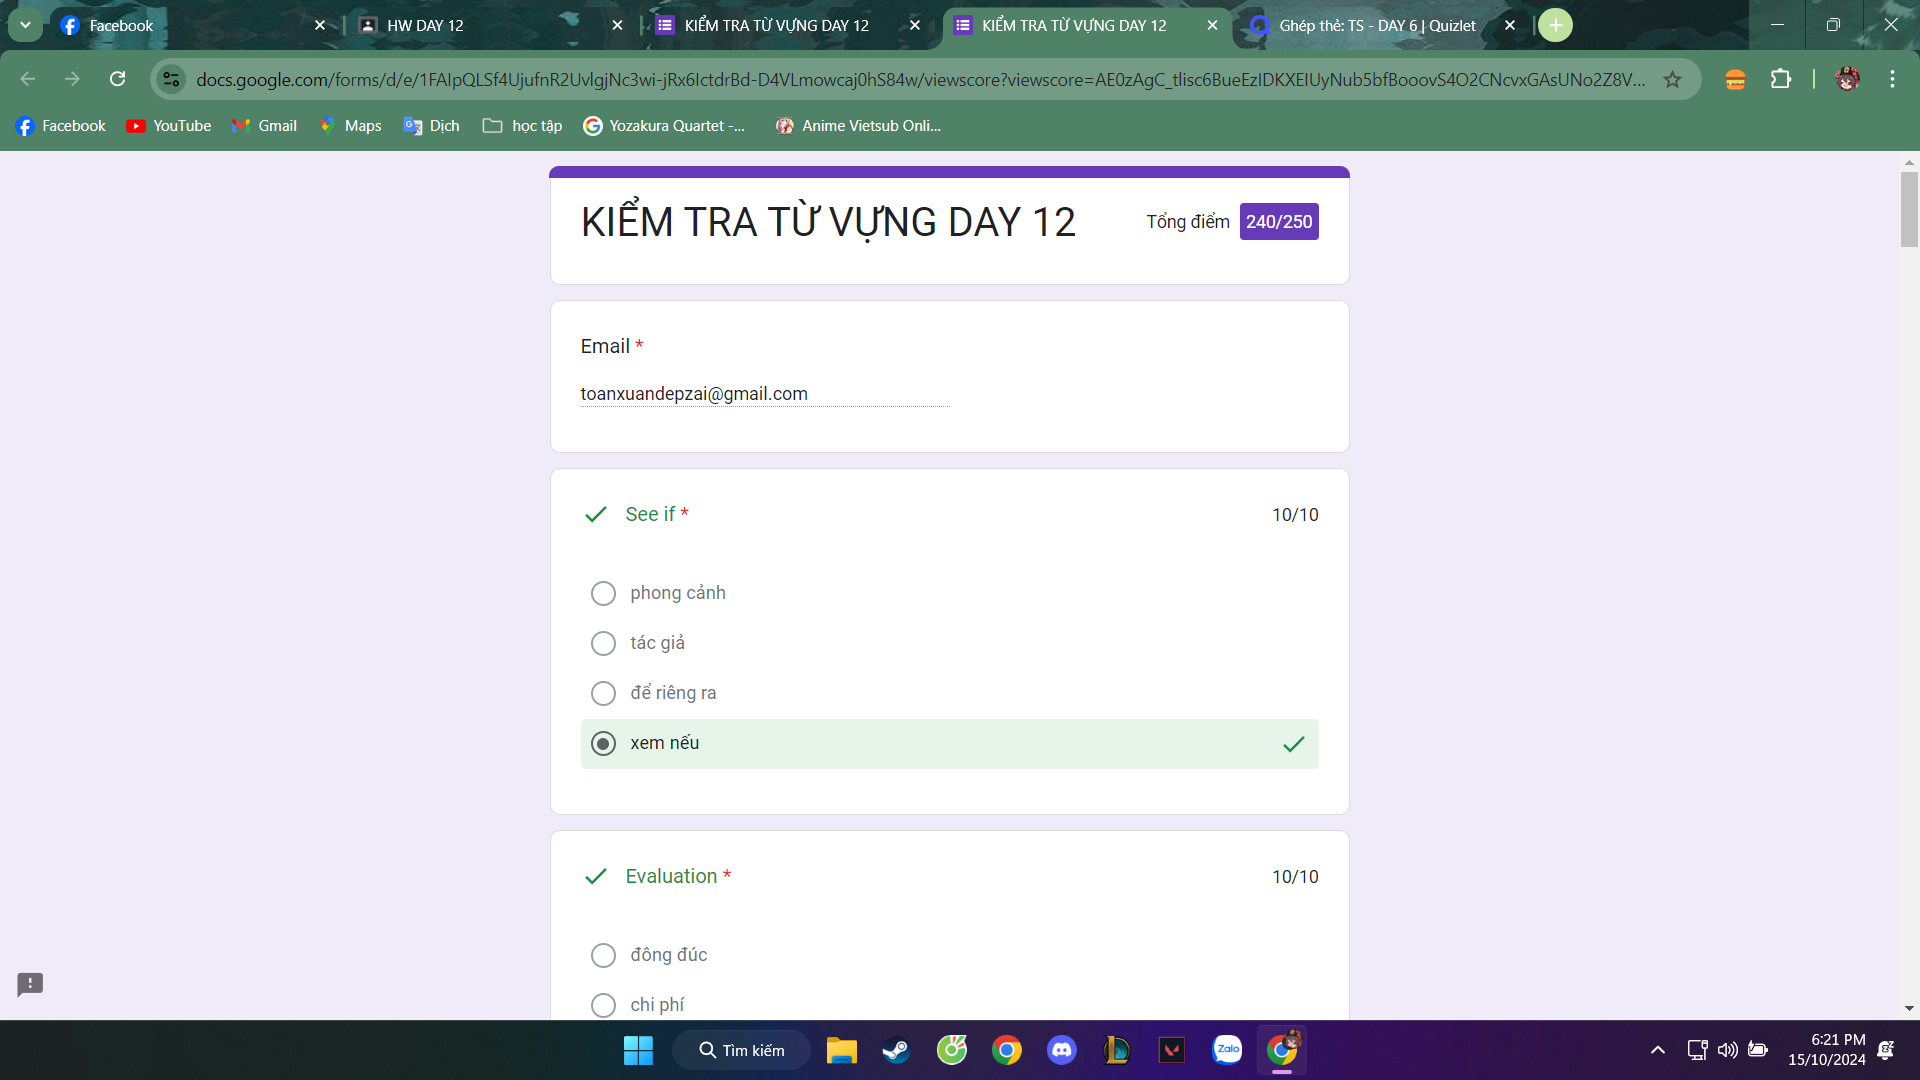 Facebook
HW DAY 12
KIỂM TRA TỪ VỰNG DAY 12
KIỂM TRA TỪ VỰNG DAY 12
Ghép thẻ: TS - DAY 6 | Quizlet
docs.google.com/forms/d/e/1FAIpQLSf4UjufnR2UvlgjNc3wi-jRx6IctdrBd-D4VLmowcaj0hS84w/viewscore?viewscore=AE0zAgC_tlisc6BueEzIDKXEIUyNub5bfBooovS4O2CNcvxGAsUNo2Z8V...
Facebook
YouTube
Gmail
Maps
Dịch
học tập
Yozakura Quartet -...
Anime Vietsub Onli...
KIỂM TRA TỪ VỰNG DAY 12
Tổng điểm 240/250
Email *
toanxuandepzai@gmail.com
See if *
10/10
phong cảnh
tác giả
để riêng ra
xem nếu
Evaluation *
10/10
đông đúc
chi phí
Tìm kiếm
Zalo
6:21 PM
15/10/2024